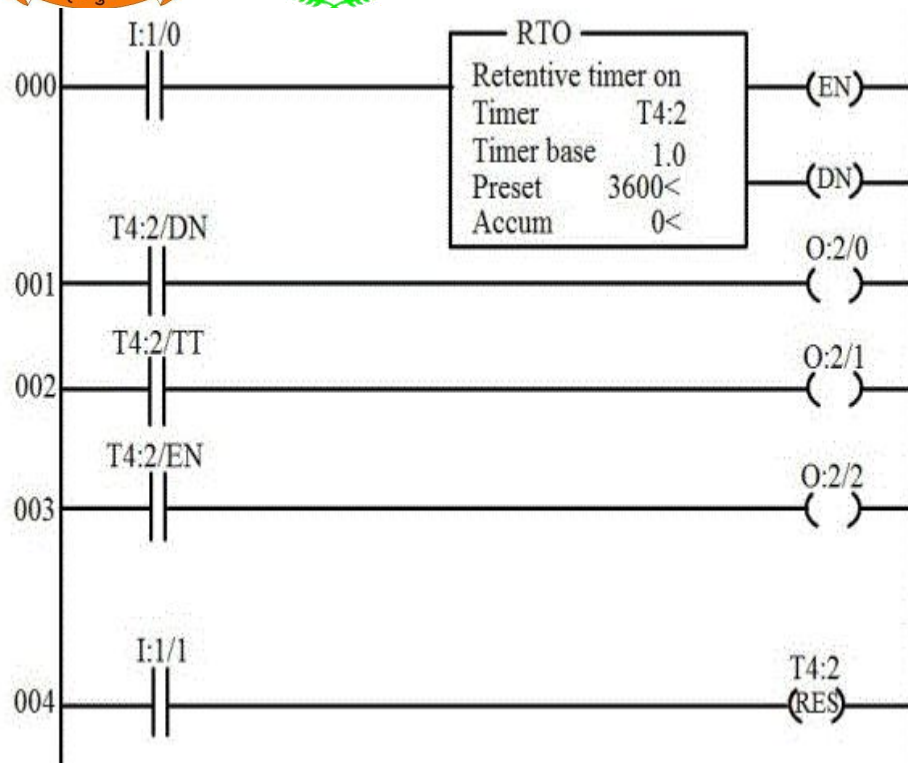 I:1/0
RTO
000
Retentive timer on
(EN)
Timer T4:2
Timer base 1.0
Preset 3600<
(DN)
Accum 0<
T4:2/DN
O:2/0
001
T4:2/TT
O:2/1
002
T4:2/EN
O:2/2
003
I:1/1
T4:2
004
(RES)